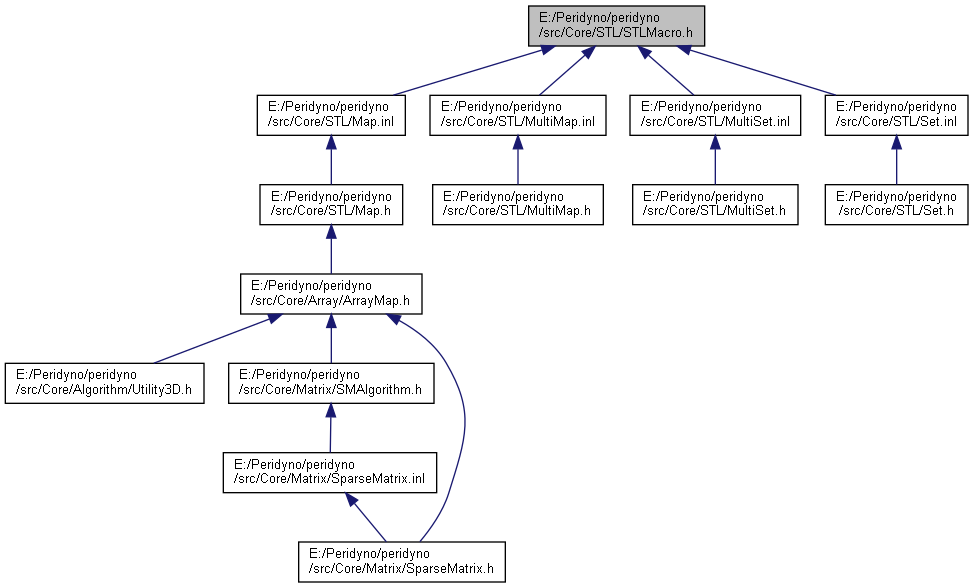 E:/Peridyno/peridyno
/src/Core/STL/STLMacro.h
E:/Peridyno/peridyno
/src/Core/STL/Map.inl
E:/Peridyno/peridyno
/src/Core/STL/MultiMap.inl
E:/Peridyno/peridyno
/src/Core/STL/MultiSet.inl
E:/Peridyno/peridyno
/src/Core/STL/Set.inl
E:/Peridyno/peridyno
/src/Core/STL/Map.h
E:/Peridyno/peridyno
/src/Core/STL/MultiMap.h
E:/Peridyno/peridyno
/src/Core/STL/MultiSet.h
E:/Peridyno/peridyno
/src/Core/STL/Set.h
E:/Peridyno/peridyno
/src/Core/Array/ArrayMap.h
E:/Peridyno/peridyno
/src/Core/Algorithm/Utility3D.h
E:/Peridyno/peridyno
/src/Core/Matrix/SMAlgorithm.h
E:/Peridyno/peridyno
/src/Core/Matrix/SparseMatrix.inl
E:/Peridyno/peridyno
/src/Core/Matrix/SparseMatrix.h